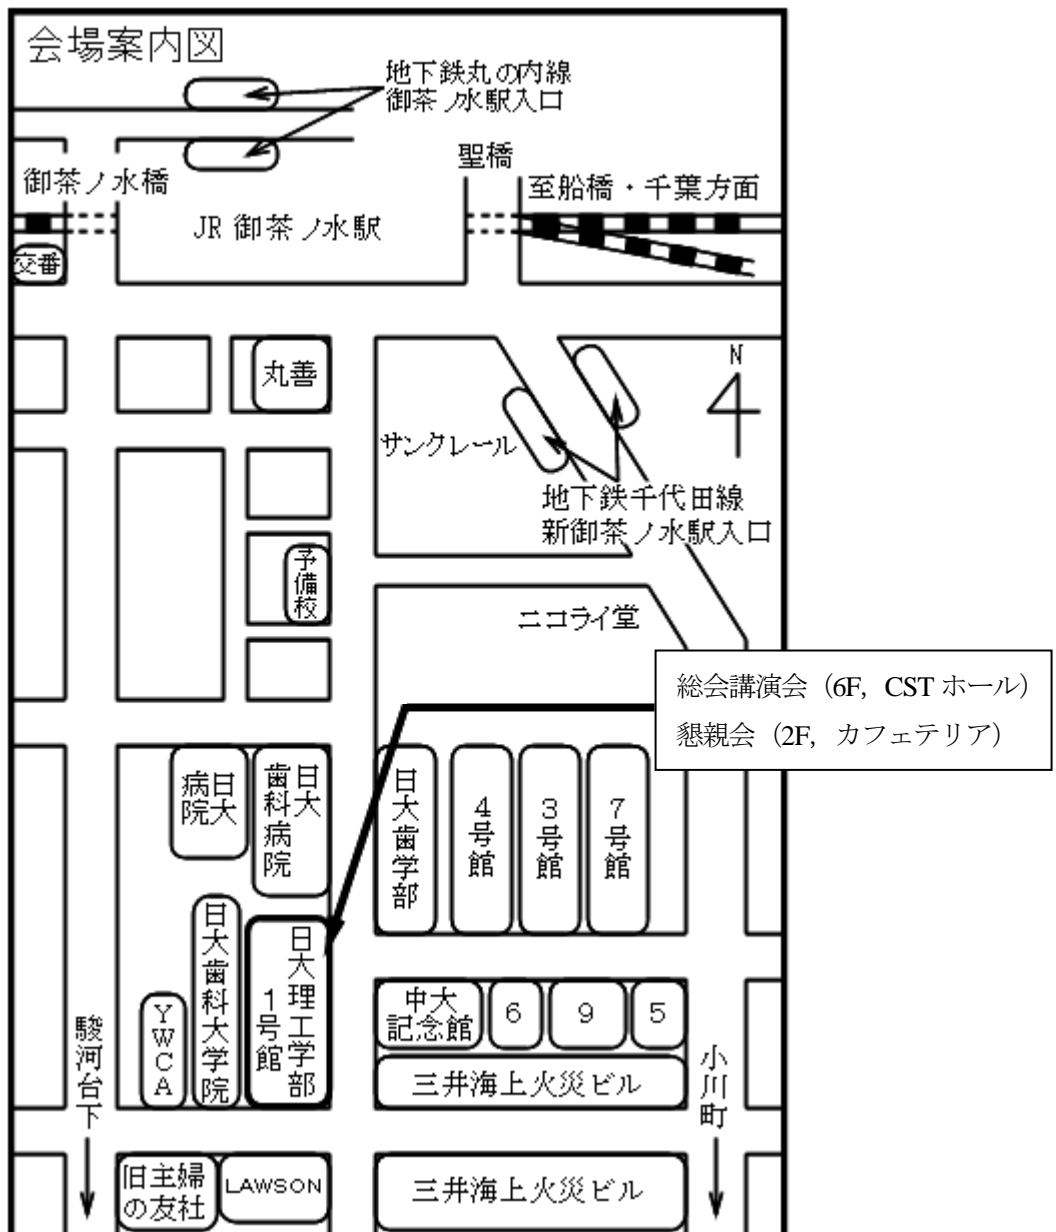 会場案内図
地下鉄丸の内線
御茶ノ水駅入口
聖橋
御茶ノ水橋
至船橋・千葉方面
JR 御茶ノ水駅
交番
丸善
N
サンクレール
地下鉄千代田線
新御茶ノ水駅入口
予備校
ニコライ堂
総会講演会（6F, CST ホール）
懇親会（2F, カフェテリア）
日大病院
日大歯科病院
日大歯学部
4号館
3号館
7号館
日大歯科大学院
日大理工学部
1号館
YWCA
中大
記念館
6
9
5
三井海上火災ビル
駿河台下
小川町
旧主婦
の友社
LAWSON
三井海上火災ビル